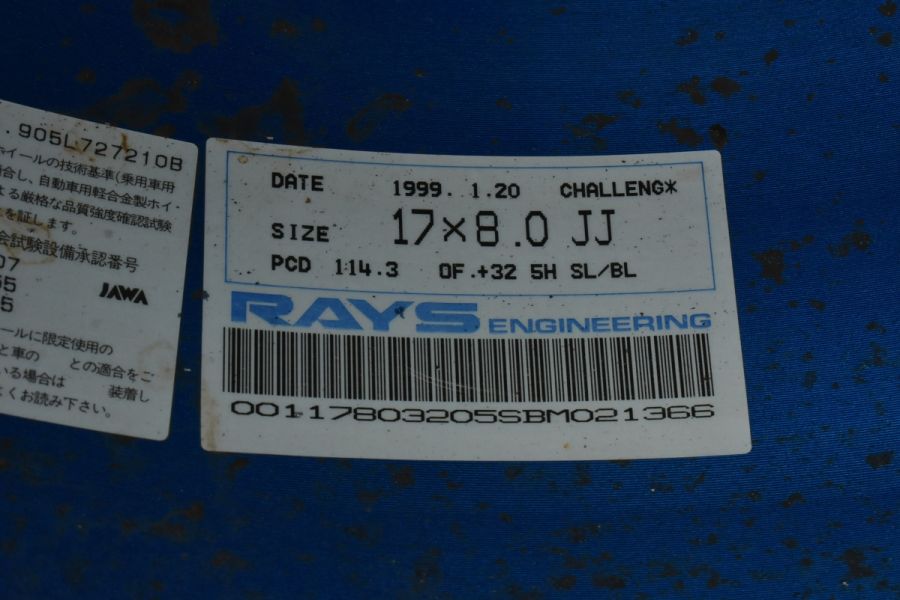 .905L727210B
ホイールの技術基準(乗用車用
合し、自動車用軽合金製ホイ・
よる厳格な品質強度確認試験
を証します。
会試験設備承認番号
07
55
5
JAWA
ールに限定使用の
と車の との適合をご
いる場合は 装着し
くお読み下さい。
DATE 1999. 1.20 CHALLENG*
SIZE 17×8.0 JJ
PCD 114.3 OF.+32 5H SL/BL
RAYS ENGINEERING
00117803205SBM021366